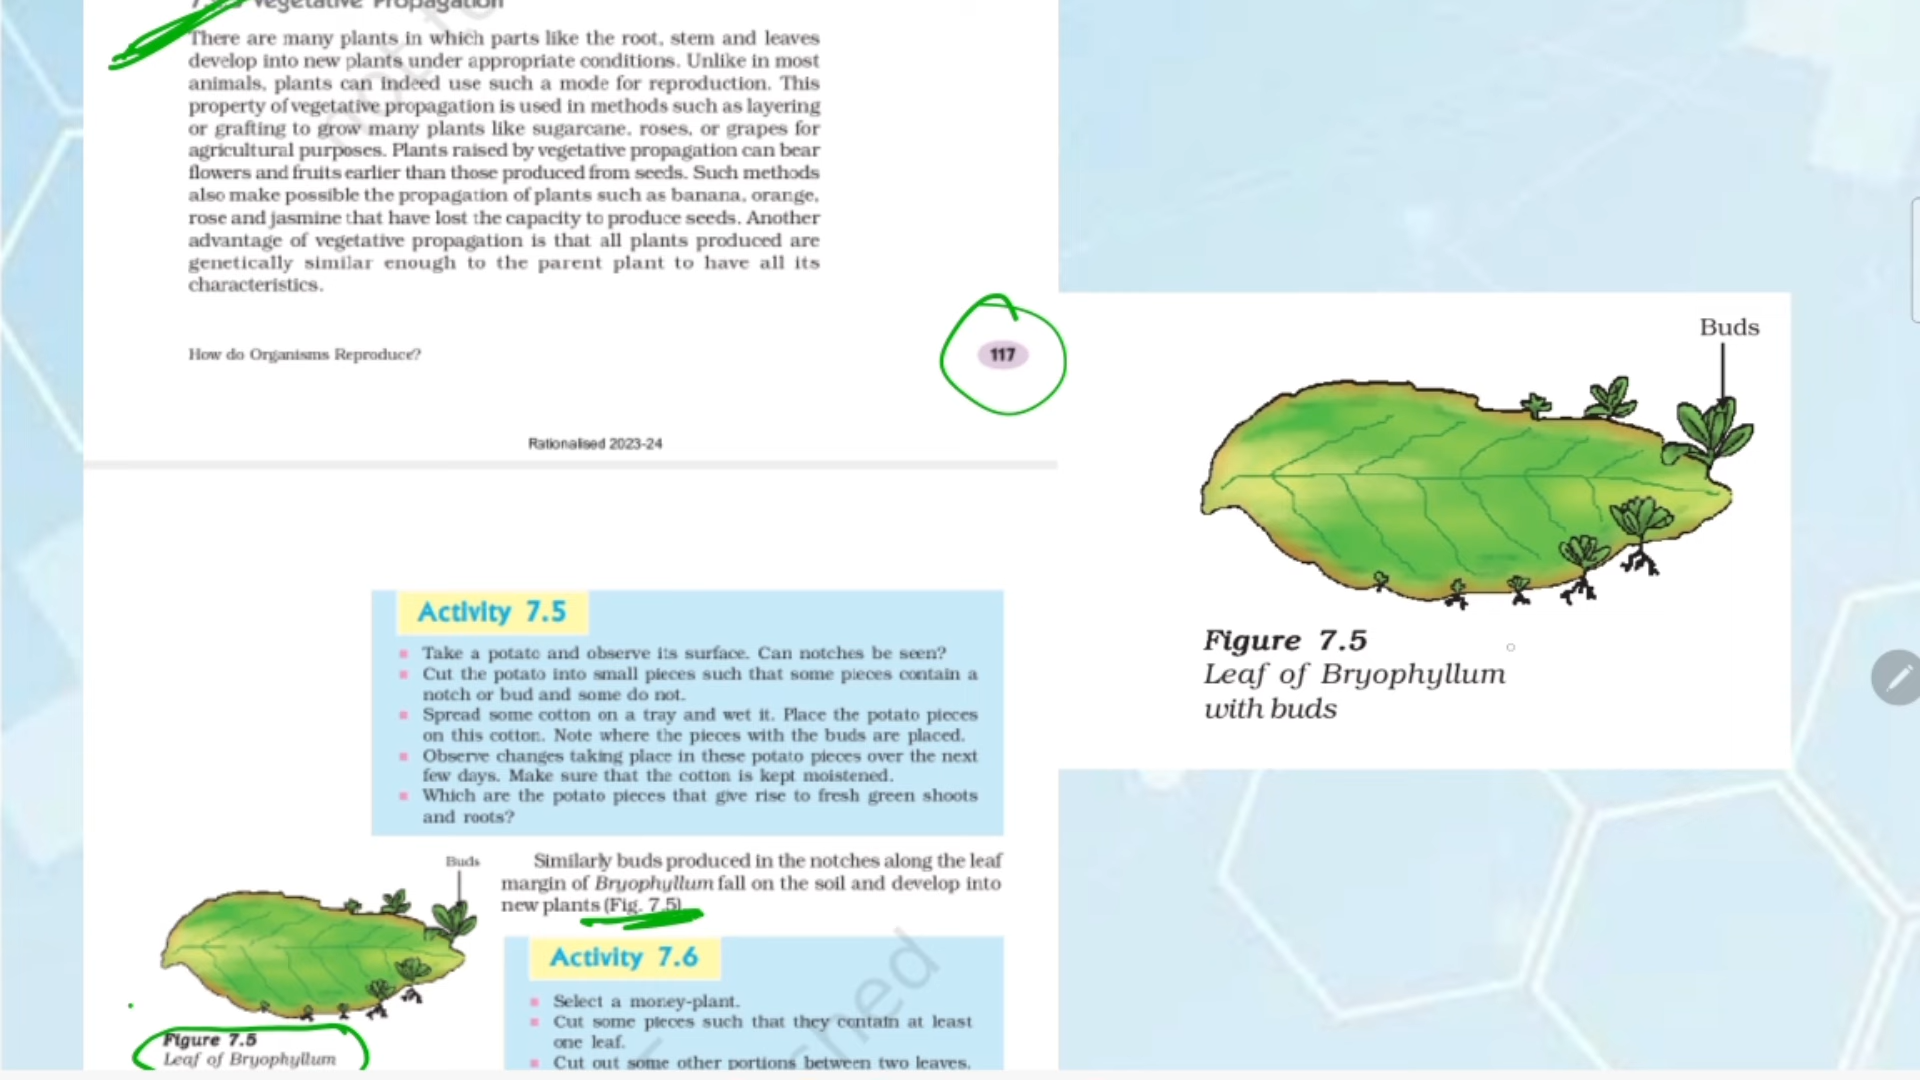 Vegetative Propagation
There are many plants in which parts like the root, stem and leaves
develop into new plants under appropriate conditions. Unlike in most
animals, plants can indeed use such a mode for reproduction. This
property of vegetative propagation is used in methods such as layering
or grafting to grow many plants like sugarcane, roses, or grapes for
agricultural purposes. Plants raised by vegetative propagation can bear
flowers and fruits earlier than those produced from seeds. Such methods
also make possible the propagation of plants such as banana, orange,
rose and jasmine that have lost the capacity to produce seeds. Another
advantage of vegetative propagation is that all plants produced are
genetically similar enough to the parent plant to have all its
characteristics.
How do Organisms Reproduce?
117
Rationalised 2023-24
Activity 7.5
Take a potato and observe its surface. Can notches be seen?
Cut the potato into small pieces such that some pieces contain a
notch or bud and some do not.
Spread some cotton on a tray and wet it. Place the potato pieces
on this cotton. Note where the pieces with the buds are placed.
Observe changes taking place in these potato pieces over the next
few days. Make sure that the cotton is kept moistened.
Which are the potato pieces that give rise to fresh green shoots
and roots?
Similarly buds produced in the notches along the leaf
margin of Bryophyllum fall on the soil and develop into
new plants (Fig. 7.5)
Buds
Figure 7.5
Leaf of Bryophyllum
Activity 7.6
Select a money-plant.
Cut some pieces such that they contain at least
one leaf.
Cut out some other portions between two leaves.
Buds
Figure 7.5
Leaf of Bryophyllum
with buds